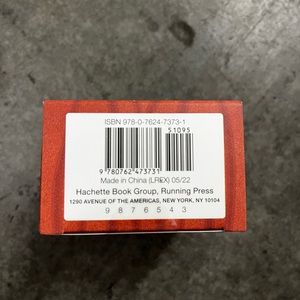 ISBN 978-0-7624-7373-1
51095
9 780762 473731
Made in China (LREX) 05/22
Hachette Book Group, Running Press
1290 AVENUE OF THE AMERICAS, NEW YORK, NY 10104
9 8 7 6 5 4 3